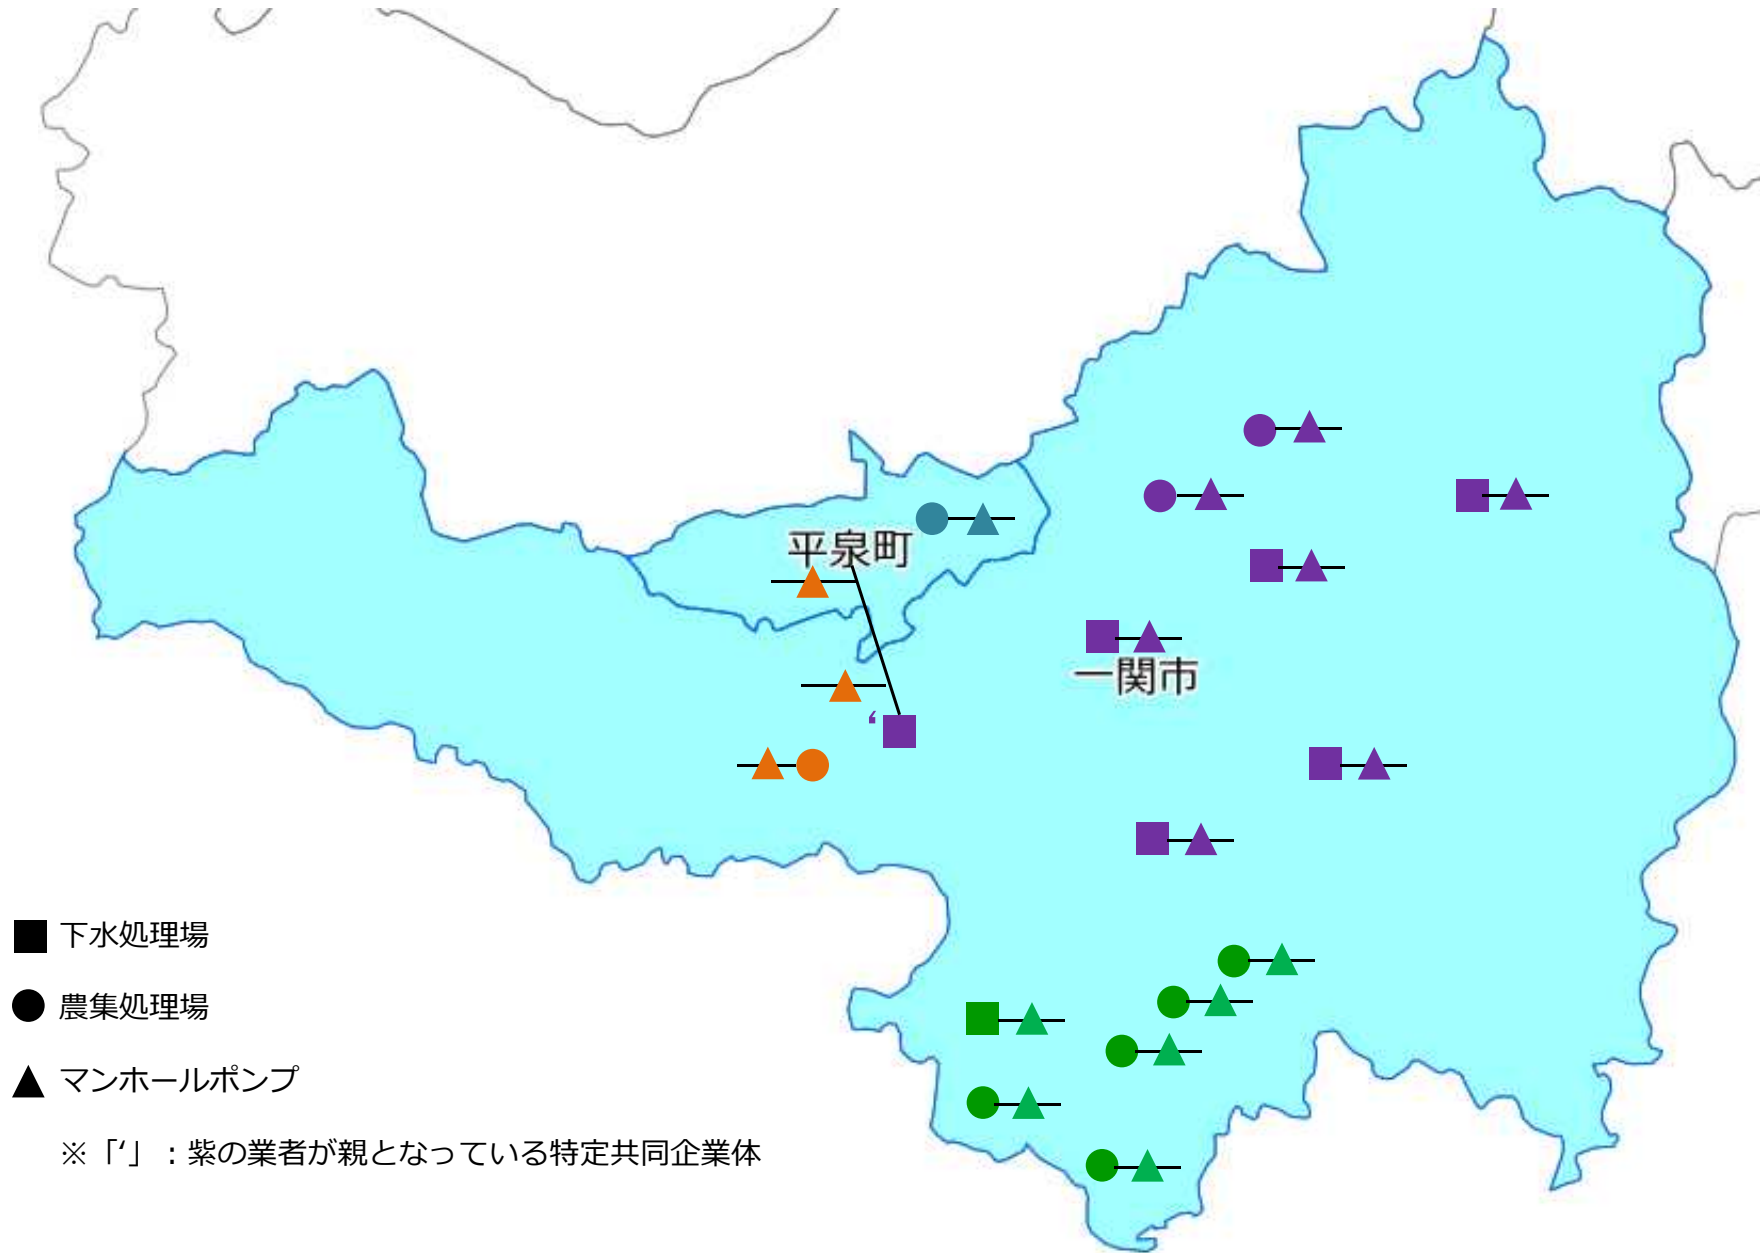 平泉町
一関市
‘
下水処理場
農集処理場
マンホールポンプ
※「‘」：紫の業者が親となっている特定共同企業体